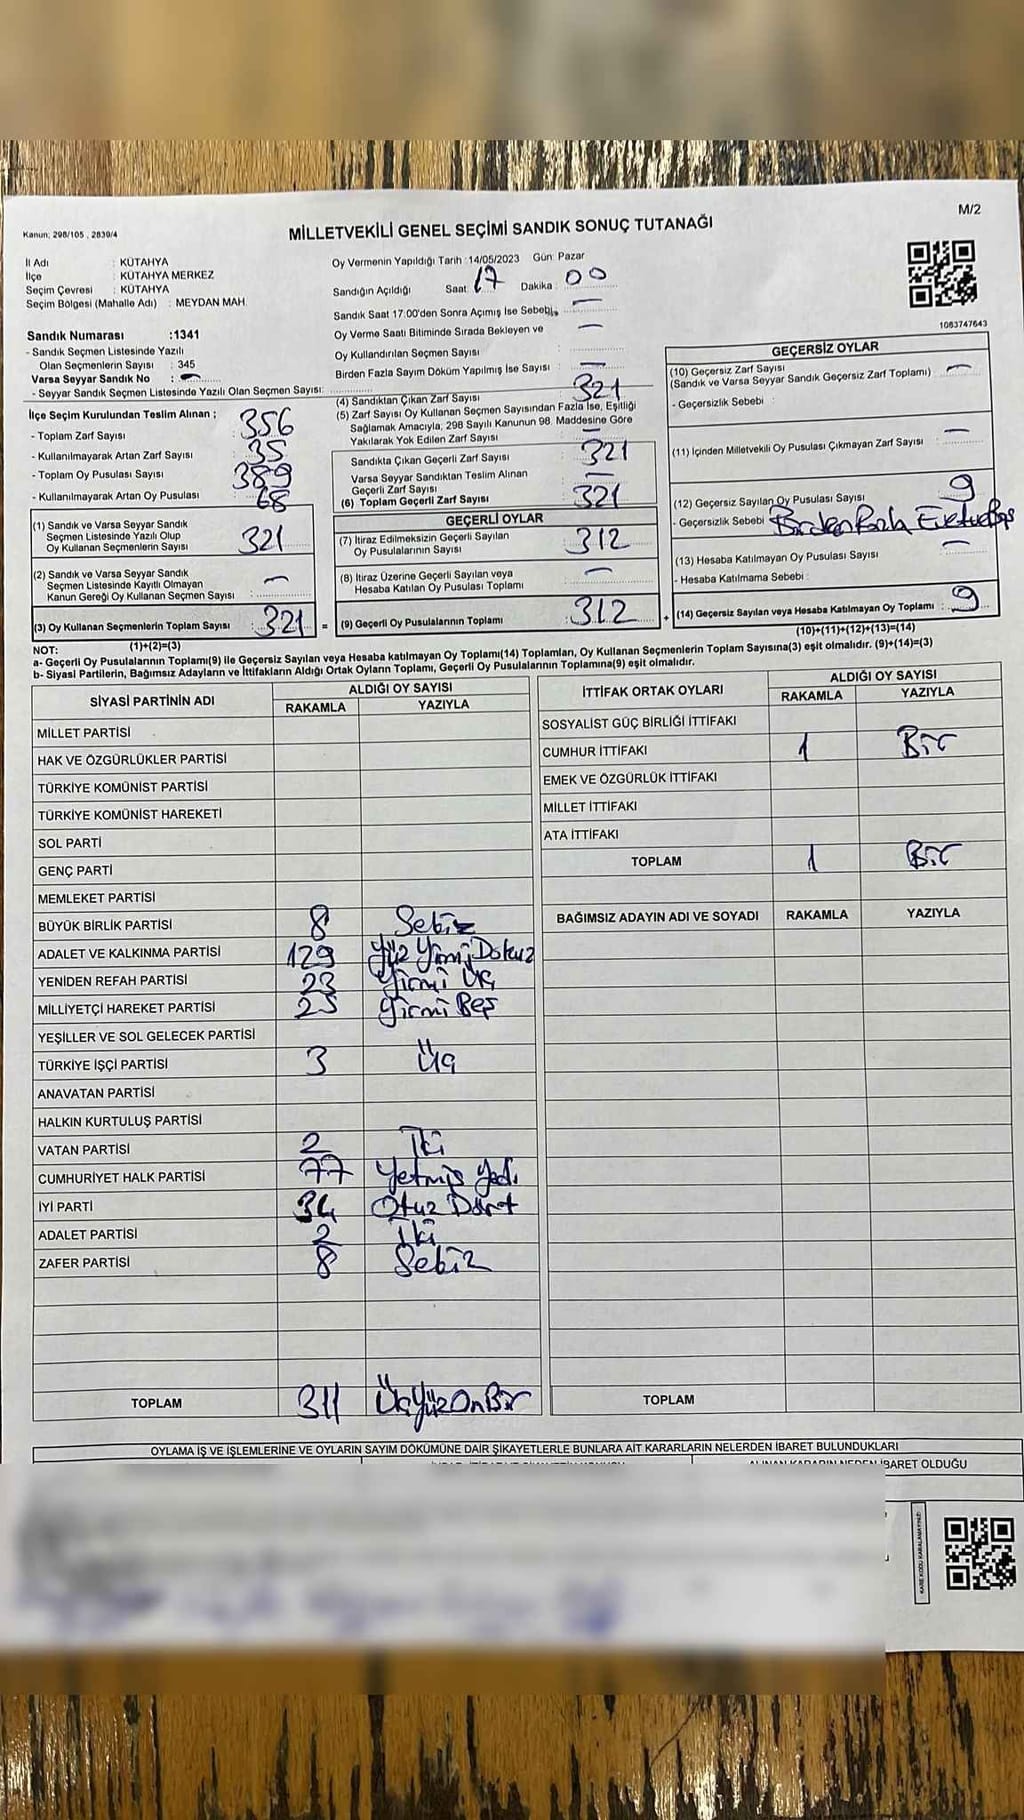 M/2
Kanun; 298/105 , 2839/4
MİLLETVEKİLİ GENEL SEÇİMİ SANDIK SONUÇ TUTANAĞI
İl Adı : KÜTAHYA
İlçe : KÜTAHYA MERKEZ
Seçim Çevresi : KÜTAHYA
Seçim Bölgesi (Mahalle Adı) : MEYDAN MAH.
Sandık Numarası :1341
- Sandık Seçmen Listesinde Yazılı
Olan Seçmenlerin Sayısı : 345
Varsa Seyyar Sandık No : —
- Seyyar Sandık Seçmen Listesinde Yazılı Olan Seçmen Sayısı:
Oy Vermenin Yapıldığı Tarih :14/05/2023 Gün: Pazar
Sandığın Açıldığı Saat: 17 Dakika : 00
Sandık Saat 17:00'den Sonra Açımış İse Sebebi: —
Oy Verme Saati Bitiminde Sırada Bekleyen ve —
Oy Kullandırılan Seçmen Sayısı
Birden Fazla Sayım Döküm Yapılmış İse Sayısı : —
1083747643
İlçe Seçim Kurulundan Teslim Alınan ;
- Toplam Zarf Sayısı : 356
- Kullanılmayarak Artan Zarf Sayısı : 35
- Toplam Oy Pusulası Sayısı : 389
- Kullanılmayarak Artan Oy Pusulası : 68
(1) Sandık ve Varsa Seyyar Sandık
Seçmen Listesinde Yazılı Olup
Oy Kullanan Seçmenlerin Sayısı : 321
(2) Sandık ve Varsa Seyyar Sandık
Seçmen Listesinde Kayıtlı Olmayan
Kanun Gereği Oy Kullanan Seçmen Sayısı : —
(3) Oy Kullanan Seçmenlerin Toplam Sayısı : 321 =
(1)+(2)=(3)
(4) Sandıktan Çıkan Zarf Sayısı : 321
(5) Zarf Sayısı Oy Kullanan Seçmen Sayısından Fazla İse, Eşitliği
Sağlamak Amacıyla; 298 Sayılı Kanunun 98. Maddesine Göre
Yakılarak Yok Edilen Zarf Sayısı : —
Sandıkta Çıkan Geçerli Zarf Sayısı : 321
Varsa Seyyar Sandıktan Teslim Alınan
Geçerli Zarf Sayısı : —
(6) Toplam Geçerli Zarf Sayısı : 321
GEÇERLİ OYLAR
(7) İtiraz Edilmeksizin Geçerli Sayılan
Oy Pusulalarının Sayısı : 312
(8) İtiraz Üzerine Geçerli Sayılan veya
Hesaba Katılan Oy Pusulası Toplamı : —
(9) Geçerli Oy Pusulalarının Toplamı : 312 +
GEÇERSİZ OYLAR
(10) Geçersiz Zarf Sayısı : —
(Sandık ve Varsa Seyyar Sandık Geçersiz Zarf Toplamı)
- Geçersizlik Sebebi :
(11) İçinden Milletvekili Oy Pusulası Çıkmayan Zarf Sayısı : —
(12) Geçersiz Sayılan Oy Pusulası Sayısı : 9
- Geçersizlik Sebebi : Birden Fazla
(13) Hesaba Katılmayan Oy Pusulası Sayısı : —
- Hesaba Katılmama Sebebi :
(14) Geçersiz Sayılan veya Hesaba Katılmayan Oy Toplamı : 9
(10)+(11)+(12)+(13)=(14)
NOT:
a- Geçerli Oy Pusulalarının Toplamı(9) ile Geçersiz Sayılan veya Hesaba katılmayan Oy Toplamı(14) Toplamları, Oy Kullanan Seçmenlerin Toplam Sayısına(3) eşit olmalıdır. (9)+(14)=(3)
b- Siyasi Partilerin, Bağımsız Adayların ve İttifakların Aldığı Ortak Oyların Toplamı, Geçerli Oy Pusulalarının Toplamına(9) eşit olmalıdır.
SİYASİ PARTİNİN ADI ALDIĞI OY SAYISI
RAKAMLA YAZIYLA
MİLLET PARTİSİ
HAK VE ÖZGÜRLÜKLER PARTİSİ
TÜRKİYE KOMÜNİST PARTİSİ
TÜRKİYE KOMÜNİST HAREKETİ
SOL PARTİ
GENÇ PARTİ
MEMLEKET PARTİSİ
BÜYÜK BİRLİK PARTİSİ 8 Sekiz
ADALET VE KALKINMA PARTİSİ 129 Yüz Yirmi Dokuz
YENİDEN REFAH PARTİSİ 23 Yirmi Üç
MİLLİYETÇİ HAREKET PARTİSİ 25 Yirmi Beş
YEŞİLLER VE SOL GELECEK PARTİSİ
TÜRKİYE İŞÇİ PARTİSİ 3 Üç
ANAVATAN PARTİSİ
HALKIN KURTULUŞ PARTİSİ
VATAN PARTİSİ 2 İki
CUMHURİYET HALK PARTİSİ 77 Yetmiş Yedi
İYİ PARTİ 34 Otuz Dört
ADALET PARTİSİ 2 İki
ZAFER PARTİSİ 8 Sekiz
TOPLAM 311 ÜçyüzOnBir
İTTİFAK ORTAK OYLARI ALDIĞI OY SAYISI
RAKAMLA YAZIYLA
SOSYALİST GÜÇ BİRLİĞİ İTTİFAKI
CUMHUR İTTİFAKI 1 Bir
EMEK VE ÖZGÜRLÜK İTTİFAKI
MİLLET İTTİFAKI
ATA İTTİFAKI
TOPLAM 1 Bir
BAĞIMSIZ ADAYIN ADI VE SOYADI RAKAMLA YAZIYLA
TOPLAM
OYLAMA İŞ VE İŞLEMLERİNE VE OYLARIN SAYIM DÖKÜMÜNE DAİR ŞİKAYETLERLE BUNLARA AİT KARARLARIN NELERDEN İBARET BULUNDUKLARI
ALINAN KARARIN NEDEN İBARET OLDUĞU
KARE KODU KARALAMAYINIZ!